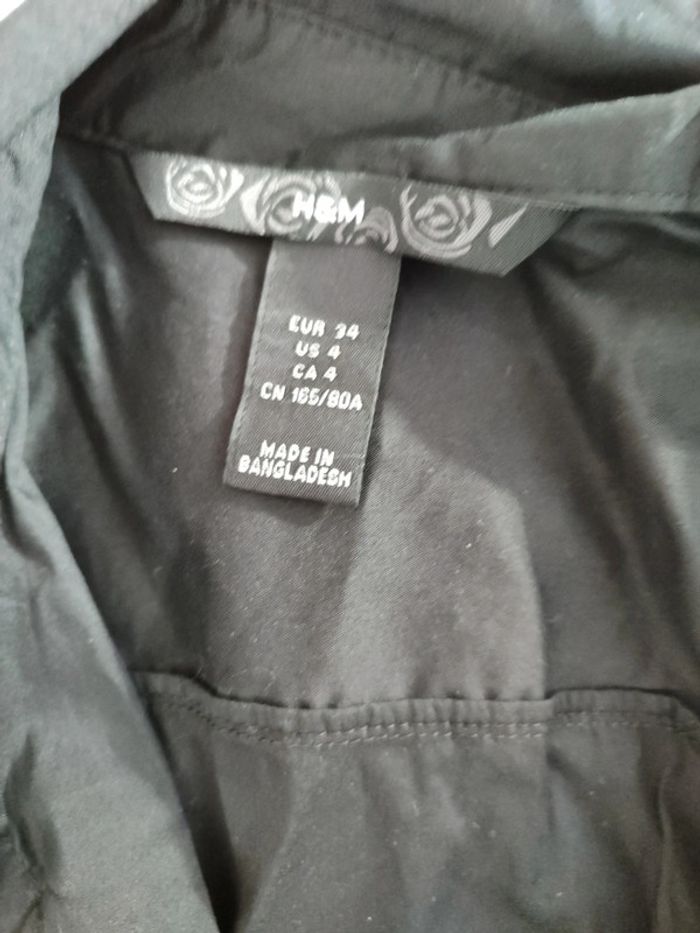 H&M
EUR 34
US 4
CA 4
CN 165/80A
MADE IN
BANGLADESH